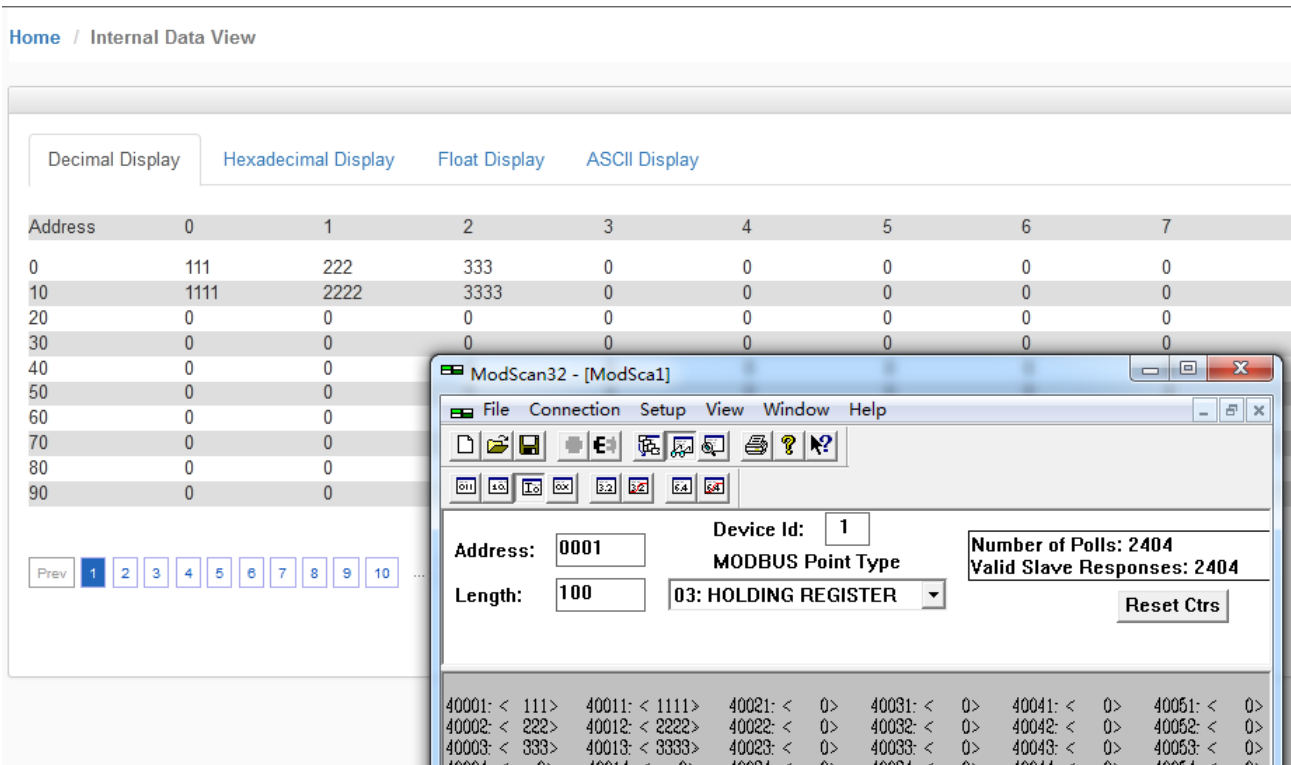 Home / Internal Data View
Decimal Display Hexadecimal Display Float Display ASCII Display
Address 0 1 2 3 4 5 6 7
0 111 222 333 0 0 0 0 0
10 1111 2222 3333 0 0 0 0 0
20 0 0 0 0 0 0 0 0
30 0 0 0 0 0 0 0 0
40 0 0
50 0 0
60 0 0
70 0 0
80 0 0
90 0 0
Prev 1 2 3 4 5 6 7 8 9 10 ...
ModScan32 - [ModSca1]
File Connection Setup View Window Help
Device Id: 1
Address: 0001
MODBUS Point Type
Length: 100
03: HOLDING REGISTER
Number of Polls: 2404
Valid Slave Responses: 2404
Reset Ctrs
40001: < 111> 40011: < 1111> 40021: < 0> 40031: < 0> 40041: < 0> 40051: < 0>
40002: < 222> 40012: < 2222> 40022: < 0> 40032: < 0> 40042: < 0> 40052: < 0>
40003: < 333> 40013: < 3333> 40023: < 0> 40033: < 0> 40043: < 0> 40053: < 0>